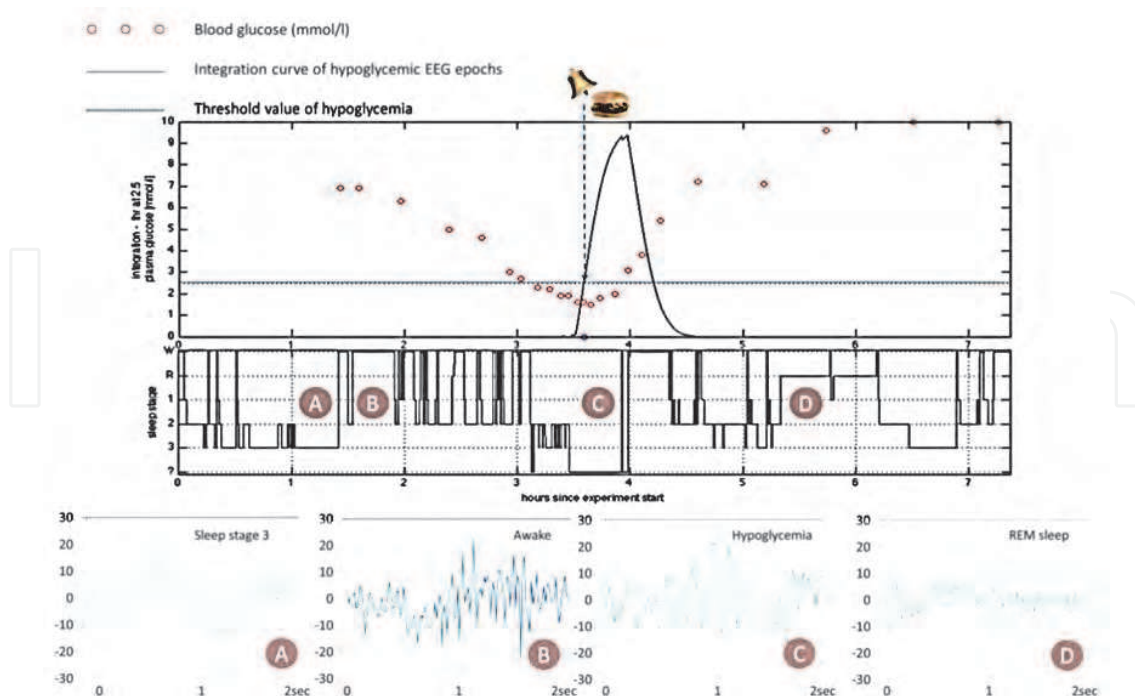 Blood glucose (mmol/l)
Integration curve of hypoglycemic EEG epochs
Threshold value of hypoglycemia
integration - thr at 2.5
plasma glucose [mmol/l]
10
9
8
7
6
5
4
3
2
1
0
0 1 2 3 4 5 6 7
W
R
1
2
3
?
sleep stage
A B C D
0 1 2 3 4 5 6 7
hours since experiment start
30
20
10
0
-10
-20
-30
Sleep stage 3
A
0 1 2sec
30
20
10
0
-10
-20
-30
Awake
B
0 1 2sec
30
20
10
0
-10
-20
-30
Hypoglycemia
C
0 1 2sec
30
20
10
0
-10
-20
-30
REM sleep
D
0 1 2sec